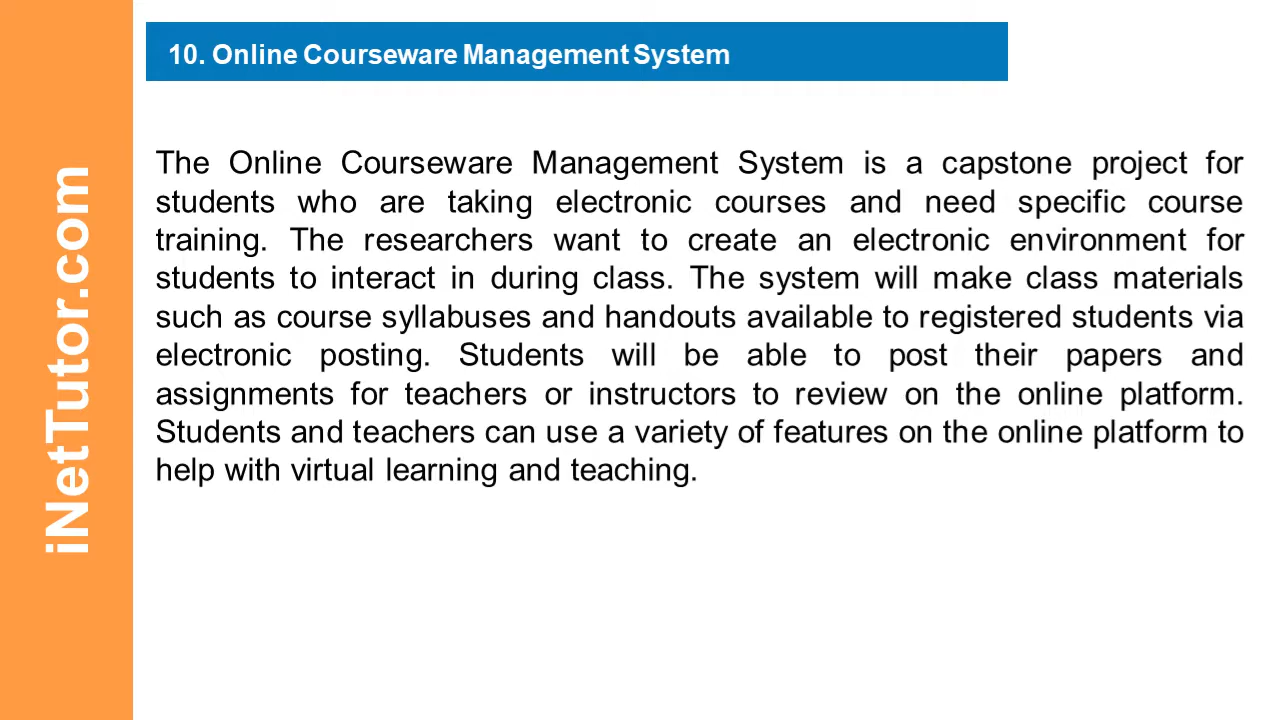 iNetTutor.com
10. Online Courseware Management System
The Online Courseware Management System is a capstone project for
students who are taking electronic courses and need specific course
training. The researchers want to create an electronic environment for
students to interact in during class. The system will make class materials
such as course syllabuses and handouts available to registered students via
electronic posting. Students will be able to post their papers and
assignments for teachers or instructors to review on the online platform.
Students and teachers can use a variety of features on the online platform to
help with virtual learning and teaching.